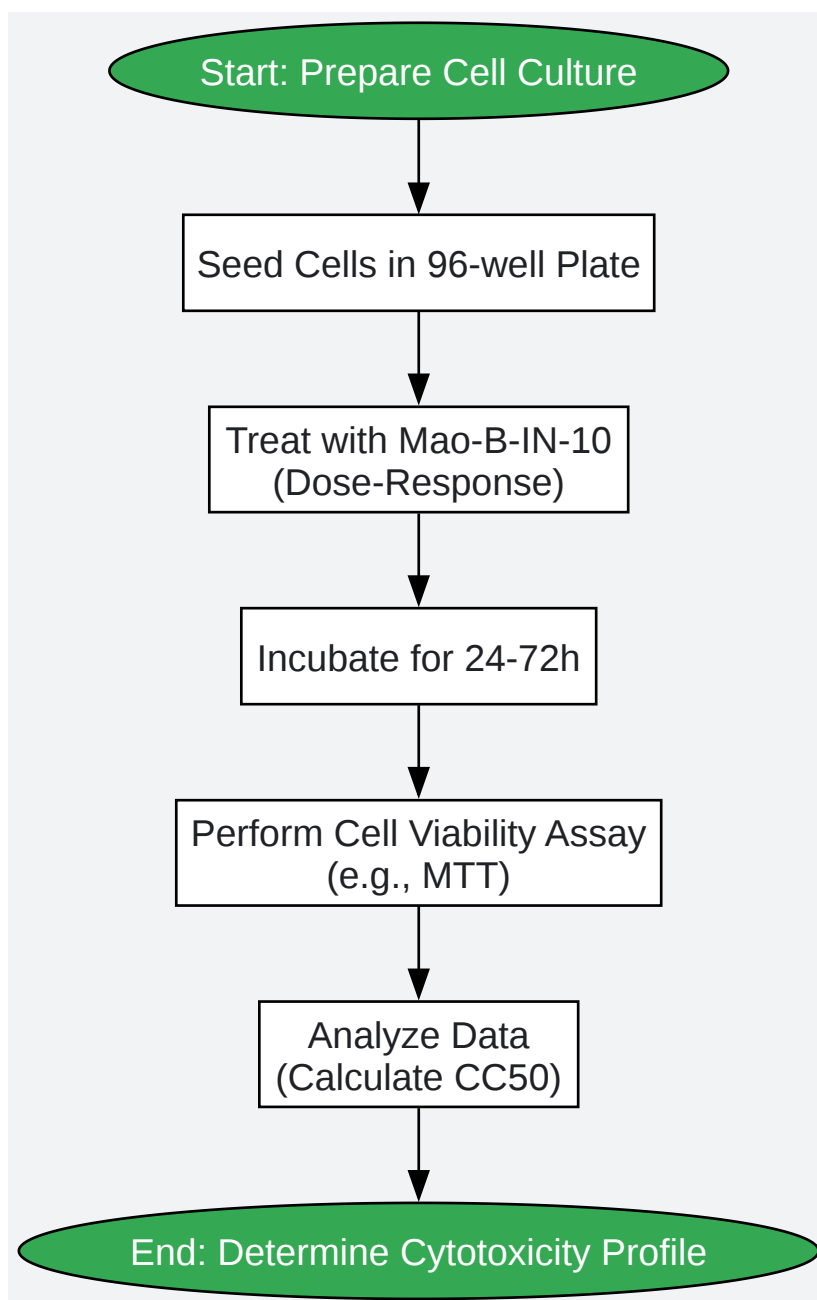 Start: Prepare Cell Culture
Seed Cells in 96-well Plate
Treat with Mao-B-IN-10
(Dose-Response)
Incubate for 24-72h
Perform Cell Viability Assay
(e.g., MTT)
Analyze Data
(Calculate CC50)
End: Determine Cytotoxicity Profile